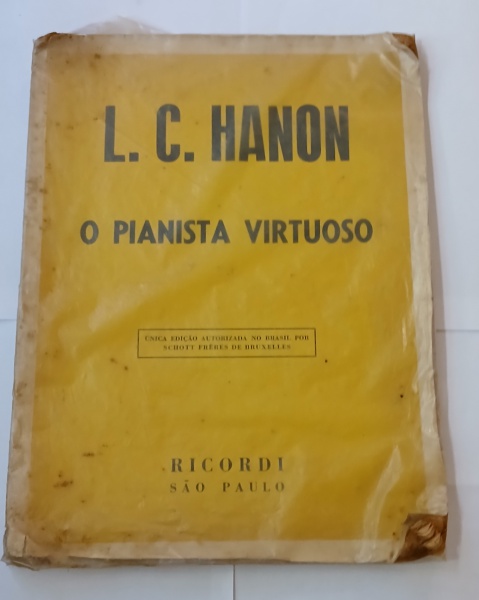 L. C. HANON
O PIANISTA VIRTUOSO
ÚNICA EDIÇÃO AUTORIZADA NO BRASIL POR
SCHOTT FRÈRES DE BRUXELLES
RICORDI
SÃO PAULO